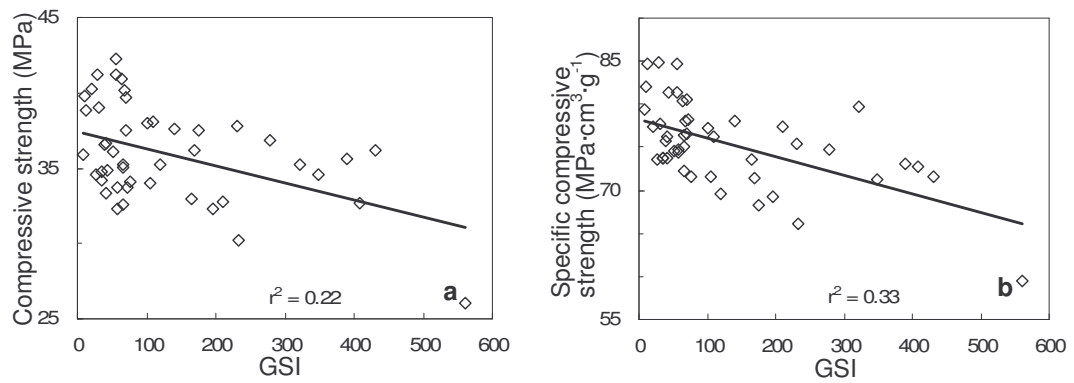 Compressive strength (MPa)
45
35
25
a
r² = 0.22
0 100 200 300 400 500 600
GSI
Specific compressive
strength (MPa·cm³·g⁻¹)
85
70
55
b
r² = 0.33
0 100 200 300 400 500 600
GSI